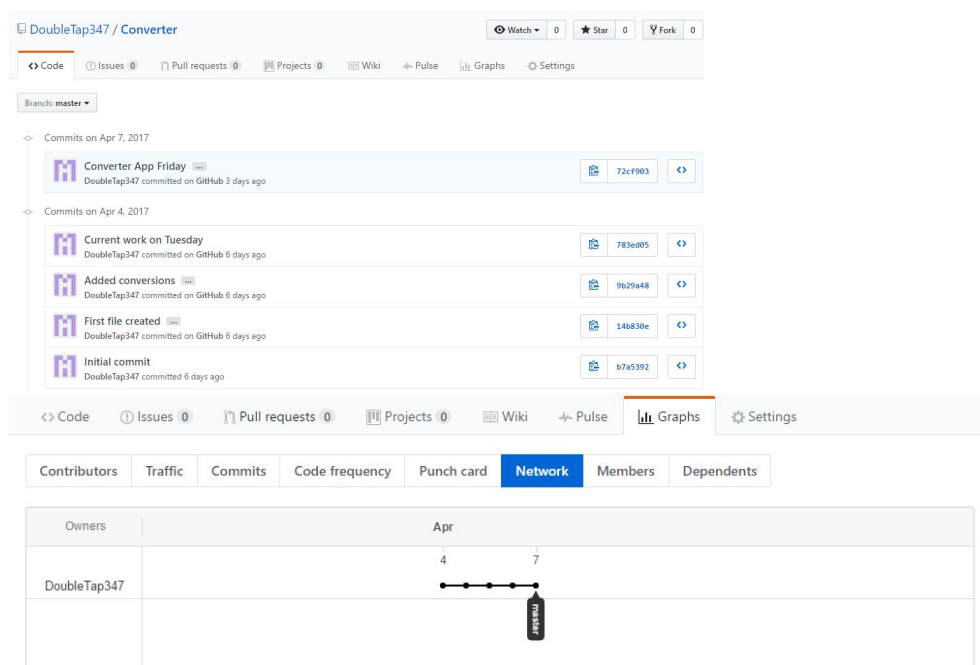 DoubleTap347 / Converter
Watch 0 Star 0 Fork 0
Code Issues 0 Pull requests 0 Projects 0 Wiki Pulse Graphs Settings
Branch: master
Commits on Apr 7, 2017
Converter App Friday …
DoubleTap347 committed on GitHub 3 days ago
72cf903
Commits on Apr 4, 2017
Current work on Tuesday
DoubleTap347 committed on GitHub 6 days ago
783ed05
Added conversions …
DoubleTap347 committed on GitHub 6 days ago
9b29a48
First file created …
DoubleTap347 committed on GitHub 6 days ago
14b830e
Initial commit
DoubleTap347 committed 6 days ago
b7a5392
Code Issues 0 Pull requests 0 Projects 0 Wiki Pulse Graphs Settings
Contributors Traffic Commits Code frequency Punch card Network Members Dependents
Owners Apr
4 7
DoubleTap347
master